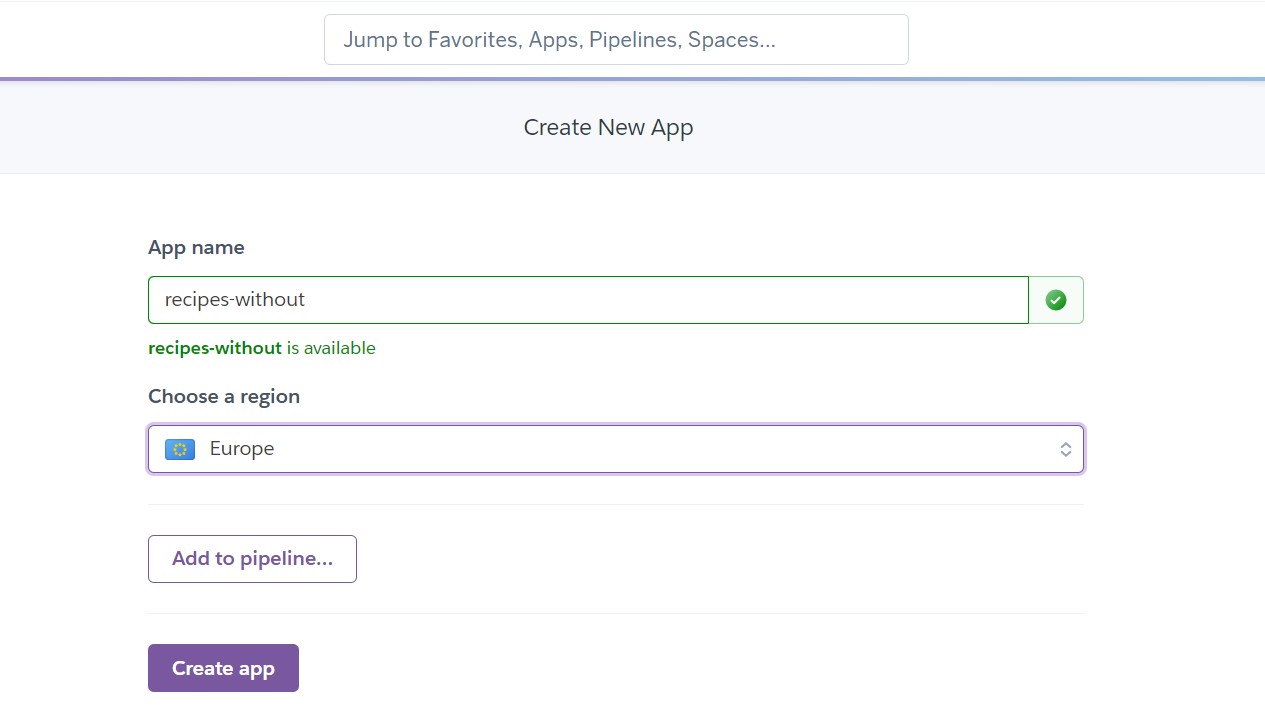 Jump to Favorites, Apps, Pipelines, Spaces...
Create New App
App name
recipes-without
recipes-without is available
Choose a region
Europe
Add to pipeline...
Create app